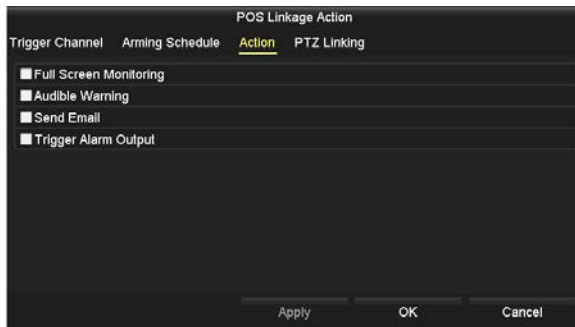 POS Linkage Action
Trigger Channel Arming Schedule Action PTZ Linking
Full Screen Monitoring
Audible Warning
Send Email
Trigger Alarm Output
Apply OK Cancel